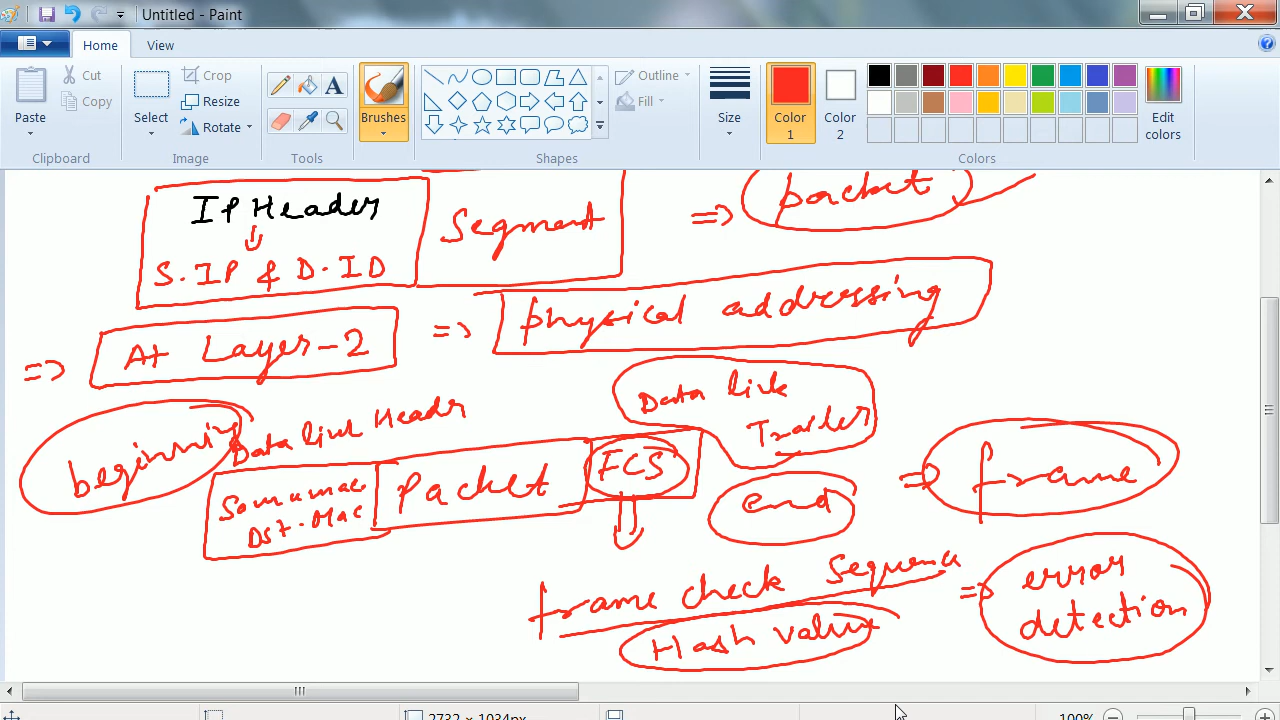 Untitled - Paint
Home View
Paste
Cut
Copy
Clipboard
Select
Crop
Resize
Rotate
Image
Tools
Brushes
Shapes
Outline
Fill
Size
Color 1
Color 2
Edit colors
Colors
packet
IP Header
Segment
=>
S.IP & D.ID
=> At Layer-2 => Physical addressing
beginning
Data link Header
Data link
Trailer
Dst. Mac
Packet
FCS
end
=> frame
frame check Sequence
=> error
detection
Hash value
2732 × 1034px
100%